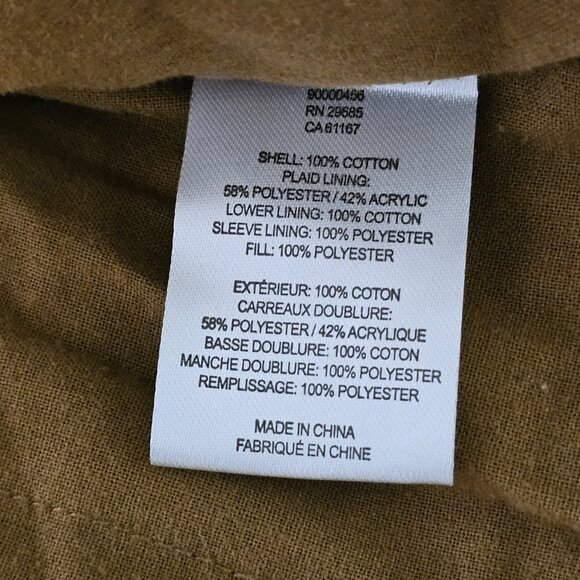 90000456
RN 29685
CA 61167
SHELL: 100% COTTON
PLAID LINING:
58% POLYESTER / 42% ACRYLIC
LOWER LINING: 100% COTTON
SLEEVE LINING: 100% POLYESTER
FILL: 100% POLYESTER
EXTÉRIEUR: 100% COTON
CARREAUX DOUBLURE:
58% POLYESTER / 42% ACRYLIQUE
BASSE DOUBLURE: 100% COTON
MANCHE DOUBLURE: 100% POLYESTER
REMPLISSAGE: 100% POLYESTER
MADE IN CHINA
FABRIQUÉ EN CHINE